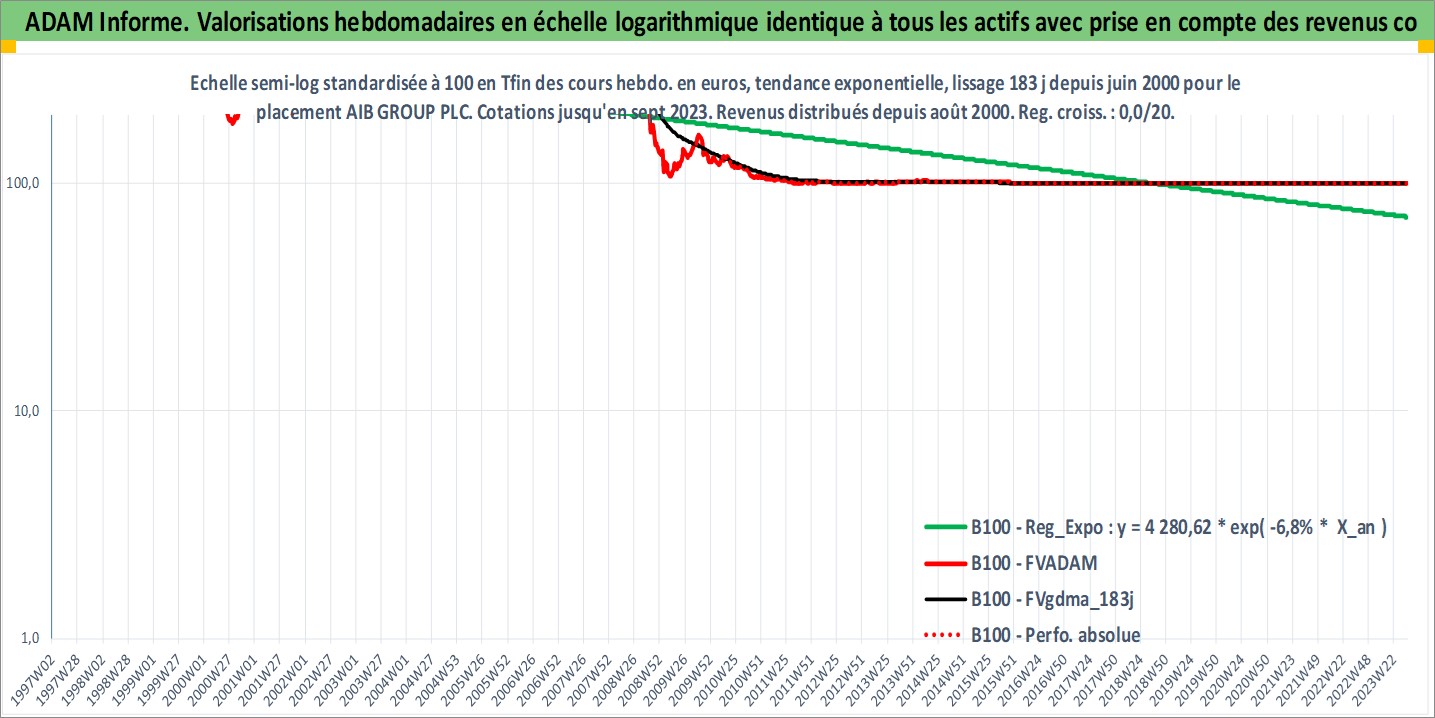 ADAM Informe. Valorisations hebdomadaires en échelle logarithmique identique à tous les actifs avec prise en compte des revenus co
Echelle semi-log standardisée à 100 en Tfin des cours hebdo. en euros, tendance exponentielle, lissage 183 j depuis juin 2000 pour le
placement AIB GROUP PLC. Cotations jusqu'en sept 2023. Revenus distribués depuis août 2000. Reg. croiss. : 0,0/20.
100,0
10,0
1,0
B100 - Reg_Expo : y = 4 280,62 * exp( -6,8% * X_an )
B100 - FVADAM
B100 - FVgdma_183j
B100 - Perfo. absolue
1997W02
1997W28
1998W02
1998W28
1999W01
1999W27
2000W01
2000W27
2001W01
2001W27
2002W01
2002W27
2003W01
2003W27
2004W01
2004W27
2004W53
2005W26
2005W52
2006W26
2006W52
2007W26
2007W52
2008W26
2008W52
2009W26
2009W52
2010W25
2010W51
2011W25
2011W51
2012W25
2012W51
2013W25
2013W51
2014W25
2014W51
2015W25
2015W51
2016W24
2016W50
2017W24
2017W50
2018W24
2018W50
2019W24
2019W50
2020W24
2020W50
2021W23
2021W49
2022W22
2022W48
2023W22